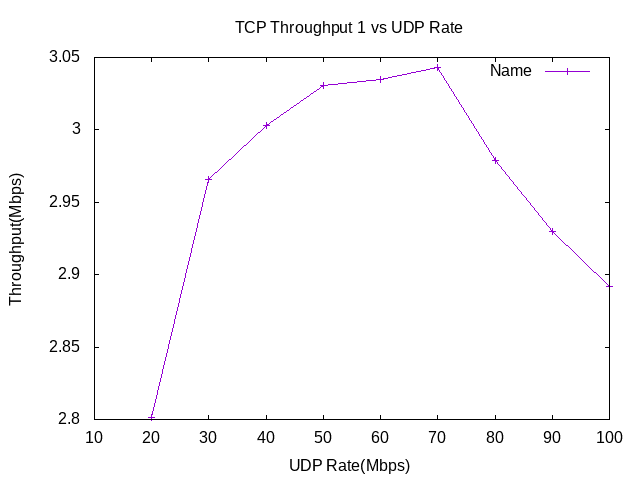 TCP Throughput 1 vs UDP Rate
3.05
Name
3
2.95
2.9
2.85
2.8
Throughput(Mbps)
10 20 30 40 50 60 70 80 90 100
UDP Rate(Mbps)